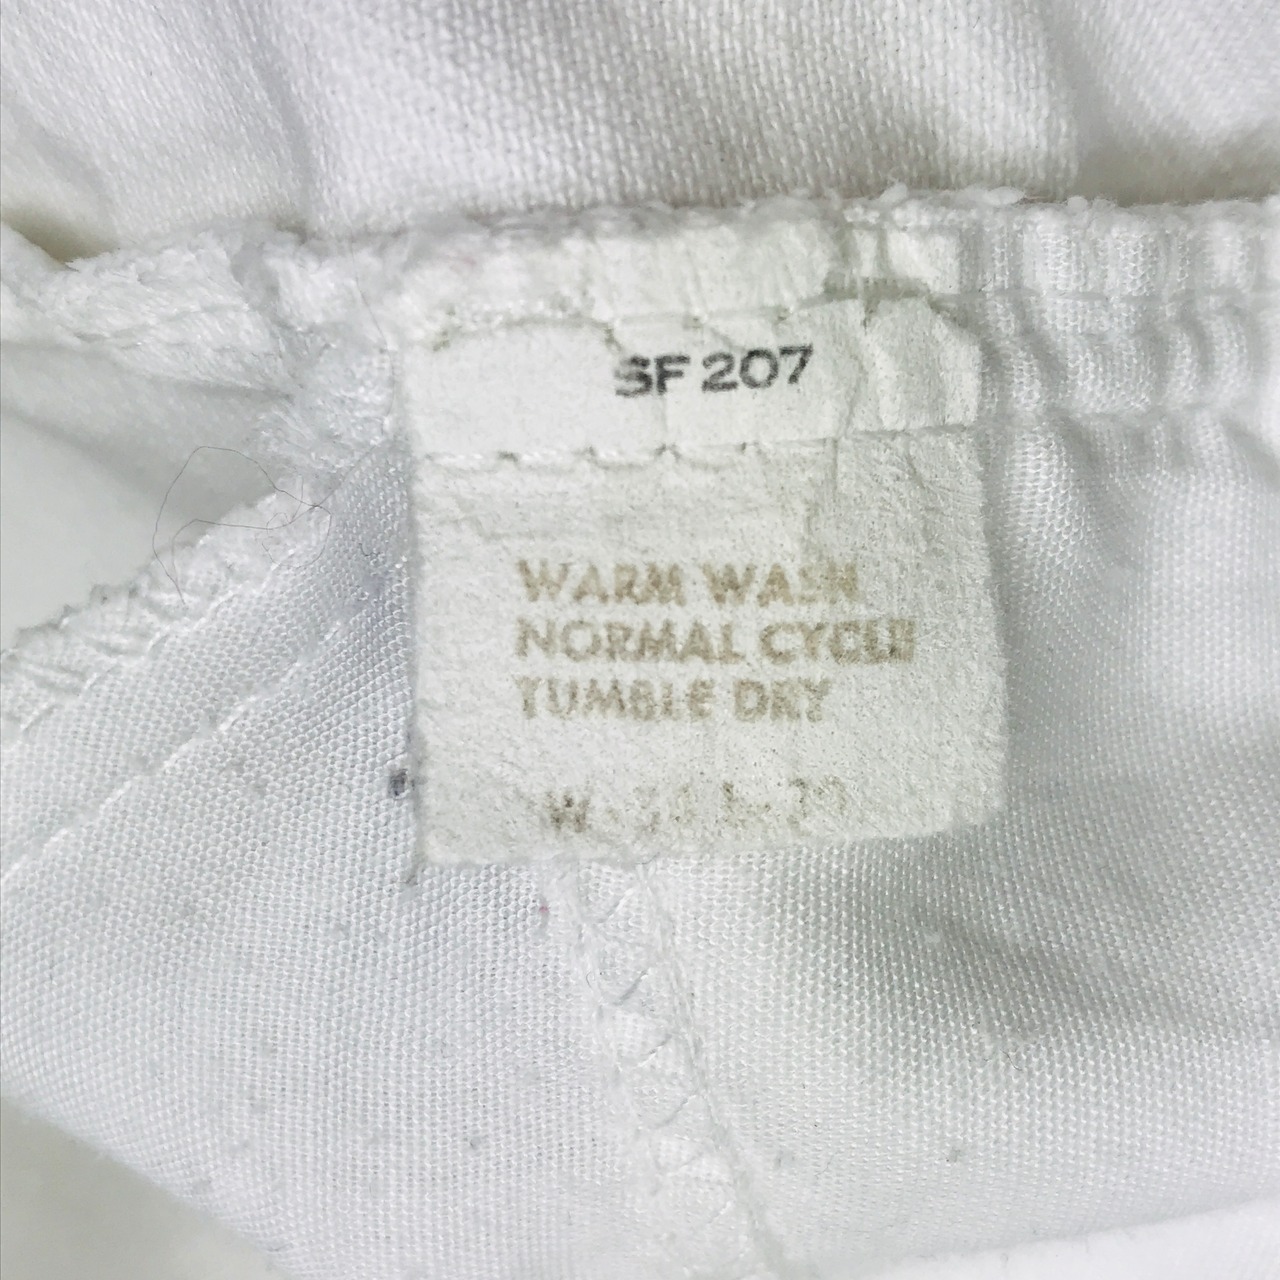 SF 207
WARM WASH
NORMAL CYCLE
TUMBLE DRY
W-